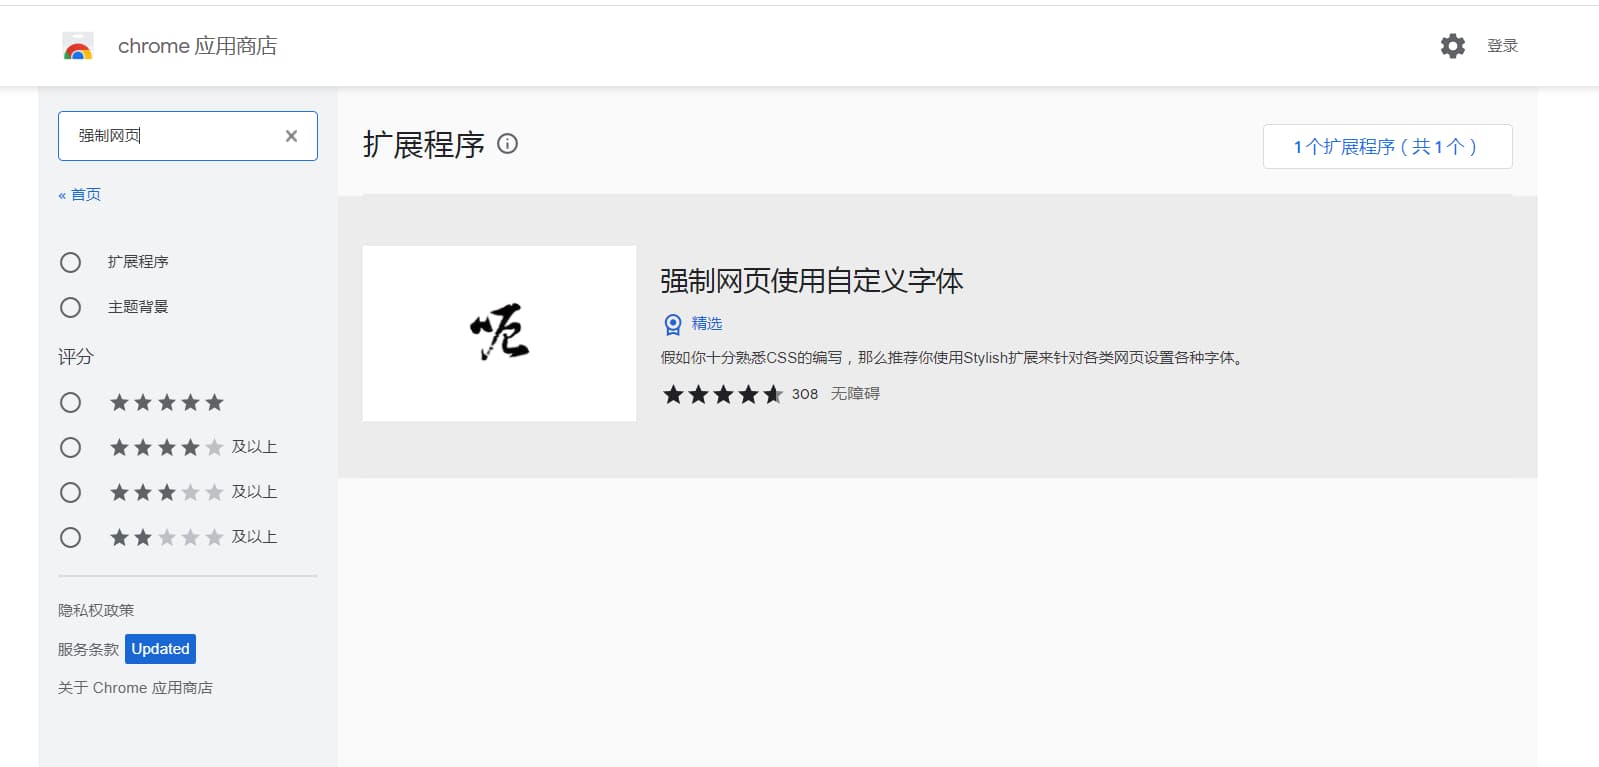 chrome 应用商店
登录
强制网页
« 首页
扩展程序
主题背景
评分
及以上
及以上
及以上
隐私权政策
服务条款 Updated
关于 Chrome 应用商店
扩展程序
1 个扩展程序（共 1 个）
呃
强制网页使用自定义字体
精选
假如你十分熟悉CSS的编写，那么推荐你使用Stylish扩展来针对各类网页设置各种字体。
308 无障碍